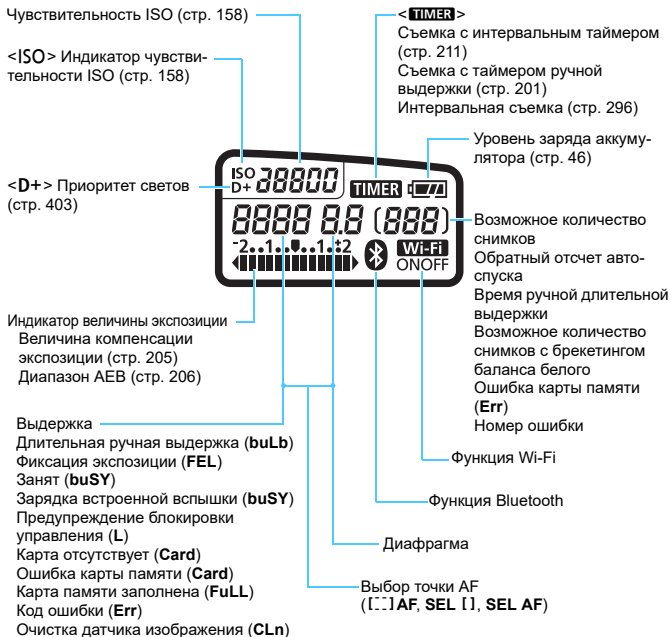 Чувствительность ISO (стр. 158)
<ISO> Индикатор чувстви-
тельности ISO (стр. 158)
<D+> Приоритет светов
(стр. 403)
<TIMER>
Съемка с интервальным таймером
(стр. 211)
Съемка с таймером ручной
выдержки (стр. 201)
Интервальная съемка (стр. 296)
Уровень заряда аккуму-
лятора (стр. 46)
ISO
D+ 38800 TIMER
8888 8.8 (888)
-2..1..0..1..+2 Wi-Fi
ONOFF
Возможное количество
снимков
Обратный отсчет авто-
спуска
Время ручной длительной
выдержки
Возможное количество
снимков с брекетингом
баланса белого
Ошибка карты памяти
(Err)
Номер ошибки
Индикатор величины экспозиции
Величина компенсации
экспозиции (стр. 205)
Диапазон AEB (стр. 206)
Выдержка
Длительная ручная выдержка (buLb)
Фиксация экспозиции (FEL)
Занят (buSY)
Зарядка встроенной вспышки (buSY)
Предупреждение блокировки
управления (L)
Карта отсутствует (Card)
Ошибка карты памяти (Card)
Карта памяти заполнена (FuLL)
Код ошибки (Err)
Очистка датчика изображения (CLn)
Функция Wi-Fi
Функция Bluetooth
Диафрагма
Выбор точки AF
([ ] AF, SEL [ ], SEL AF)